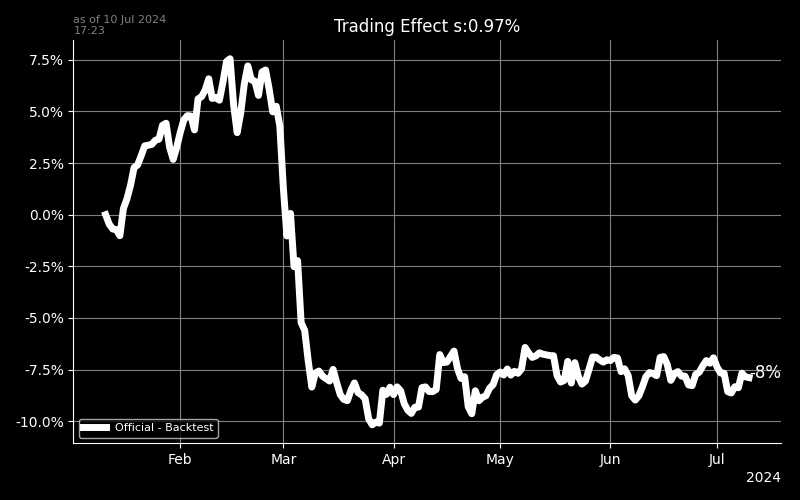 as of 10 Jul 2024
17:23
Trading Effect s:0.97%
7.5%
5.0%
2.5%
0.0%
-2.5%
-5.0%
-7.5%
-10.0%
-8%
Official - Backtest
Feb
Mar
Apr
May
Jun
Jul
2024